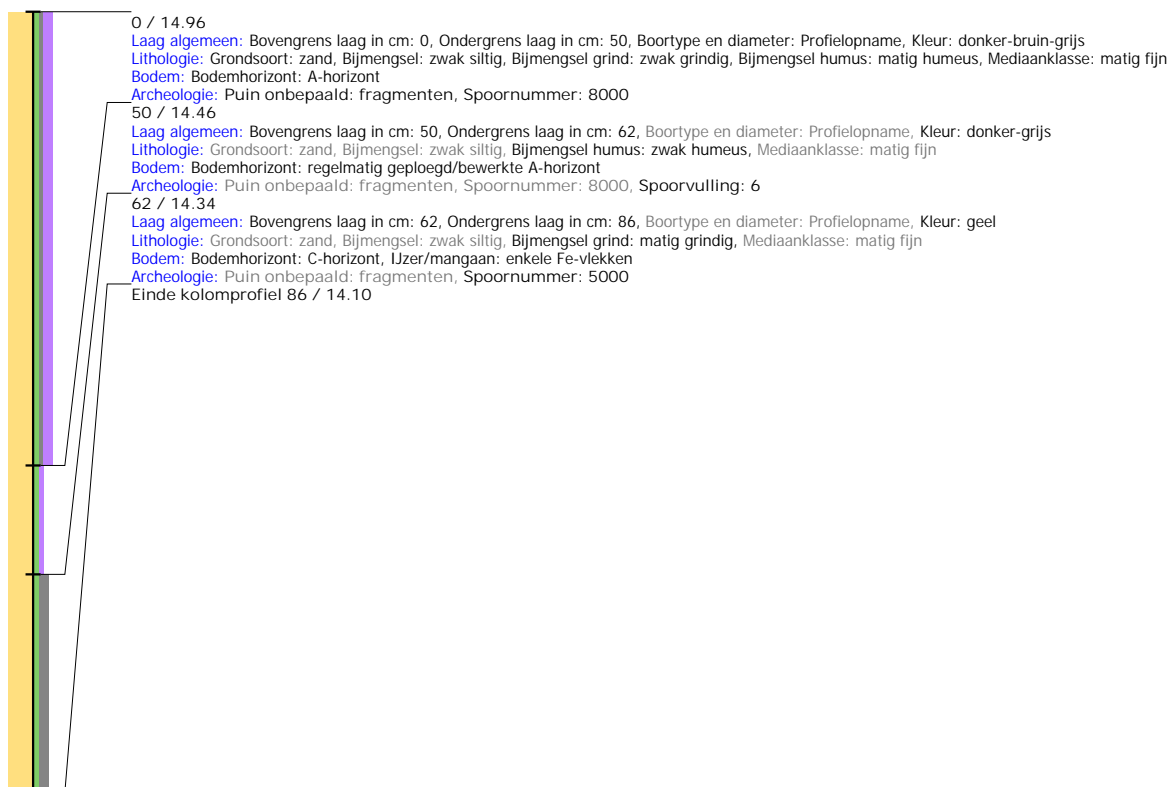 0 / 14.96
Laag algemeen: Bovengrens laag in cm: 0, Ondergrens laag in cm: 50, Boortype en diameter: Profielopname, Kleur: donker-bruin-grijs
Lithologie: Grondsoort: zand, Bijmengsel: zwak siltig, Bijmengsel grind: zwak grindig, Bijmengsel humus: matig humeus, Mediaanklasse: matig fijn
Bodem: Bodemhorizont: A-horizont
Archeologie: Puin onbepaald: fragmenten, Spoornummer: 8000
50 / 14.46
Laag algemeen: Bovengrens laag in cm: 50, Ondergrens laag in cm: 62, Boortype en diameter: Profielopname, Kleur: donker-grijs
Lithologie: Grondsoort: zand, Bijmengsel: zwak siltig, Bijmengsel humus: zwak humeus, Mediaanklasse: matig fijn
Bodem: Bodemhorizont: regelmatig geploegd/bewerkte A-horizont
Archeologie: Puin onbepaald: fragmenten, Spoornummer: 8000, Spoorvulling: 6
62 / 14.34
Laag algemeen: Bovengrens laag in cm: 62, Ondergrens laag in cm: 86, Boortype en diameter: Profielopname, Kleur: geel
Lithologie: Grondsoort: zand, Bijmengsel: zwak siltig, Bijmengsel grind: matig grindig, Mediaanklasse: matig fijn
Bodem: Bodemhorizont: C-horizont, IJzer/mangaan: enkele Fe-vlekken
Archeologie: Puin onbepaald: fragmenten, Spoornummer: 5000
Einde kolomprofiel 86 / 14.10